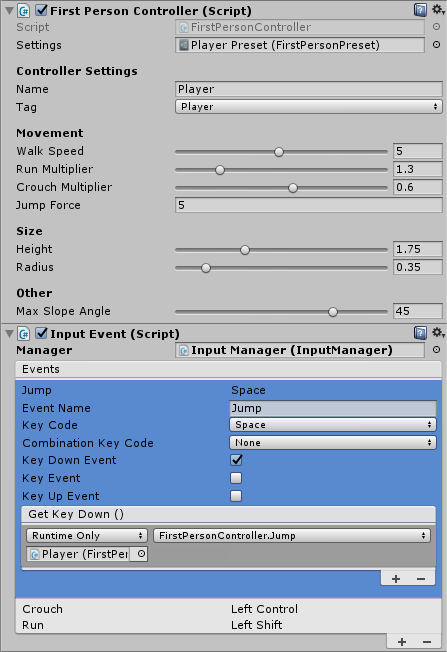 First Person Controller (Script)
Script FirstPersonController
Settings Player Preset (FirstPersonPreset)
Controller Settings
Name Player
Tag Player
Movement
Walk Speed 5
Run Multiplier 1.3
Crouch Multiplier 0.6
Jump Force 5
Size
Height 1.75
Radius 0.35
Other
Max Slope Angle 45
Input Event (Script)
Manager Input Manager (InputManager)
Events
Jump Space
Event Name Jump
Key Code Space
Combination Key Code None
Key Down Event
Key Event
Key Up Event
Get Key Down ()
Runtime Only FirstPersonController.Jump
Player (FirstPer
+ −
Crouch Left Control
Run Left Shift
+ −